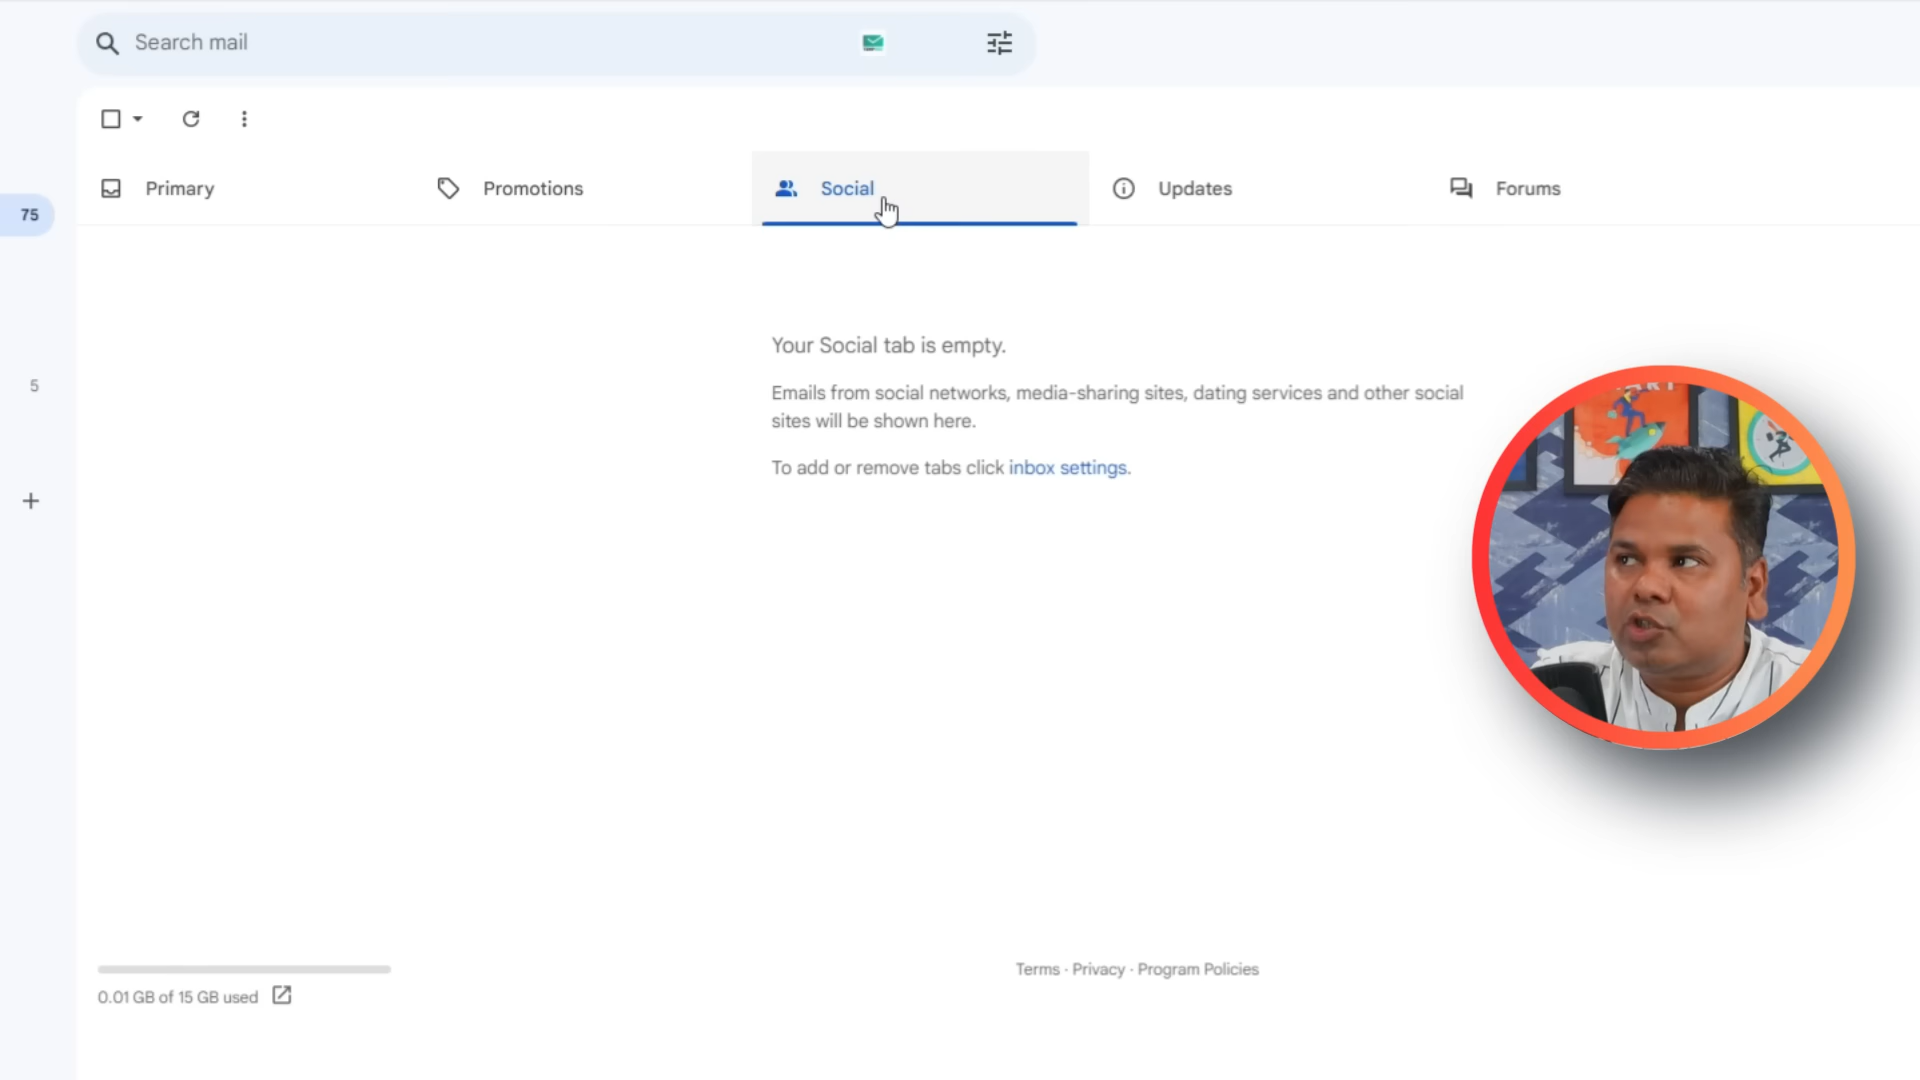 Search mail
Primary
Promotions
Social
Updates
Forums
75
Your Social tab is empty.
Emails from social networks, media-sharing sites, dating services and other social
sites will be shown here.
5
To add or remove tabs click inbox settings.
0.01 GB of 15 GB used
Terms · Privacy · Program Policies